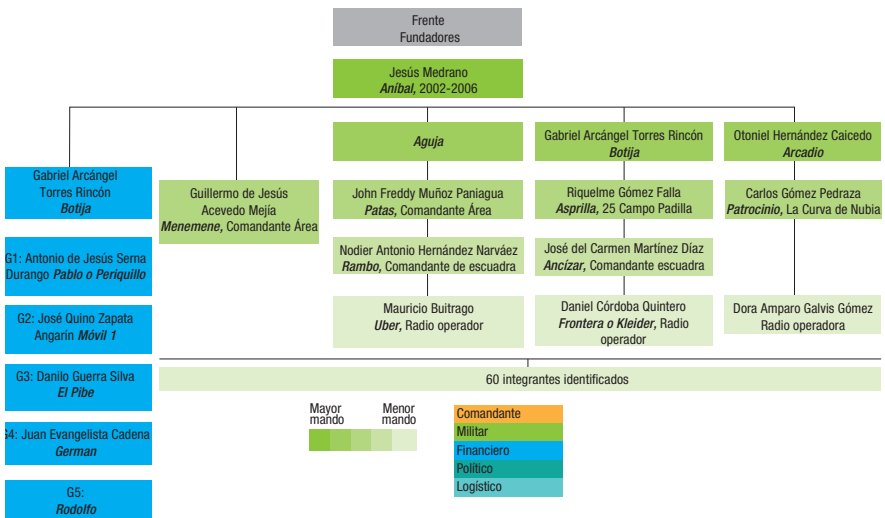 Frente
Fundadores
Jesús Medrano
Aníbal, 2002-2006
Gabriel Arcángel
Torres Rincón
Botija
G1: Antonio de Jesús Serna
Durango Pablo o Periquillo
G2: José Quino Zapata
Angarín Móvil 1
G3: Danilo Guerra Silva
El Pibe
G4: Juan Evangelista Cadena
German
G5:
Rodolfo
Guillermo de Jesús
Acevedo Mejía
Menemene, Comandante Área
Aguja
John Freddy Muñoz Paniagua
Patas, Comandante Área
Nodier Antonio Hernández Narváez
Rambo, Comandante de escuadra
Mauricio Buitrago
Uber, Radio operador
Gabriel Arcángel Torres Rincón
Botija
Riquelme Gómez Falla
Asprilla, 25 Campo Padilla
José del Carmen Martínez Díaz
Ancízar, Comandante escuadra
Daniel Córdoba Quintero
Frontera o Kleider, Radio
operador
Otoniel Hernández Caicedo
Arcadio
Carlos Gómez Pedraza
Patrocinio, La Curva de Nubia
Dora Amparo Galvis Gómez
Radio operadora
60 integrantes identificados
Mayor
mando
Menor
mando
Comandante
Militar
Financiero
Político
Logístico